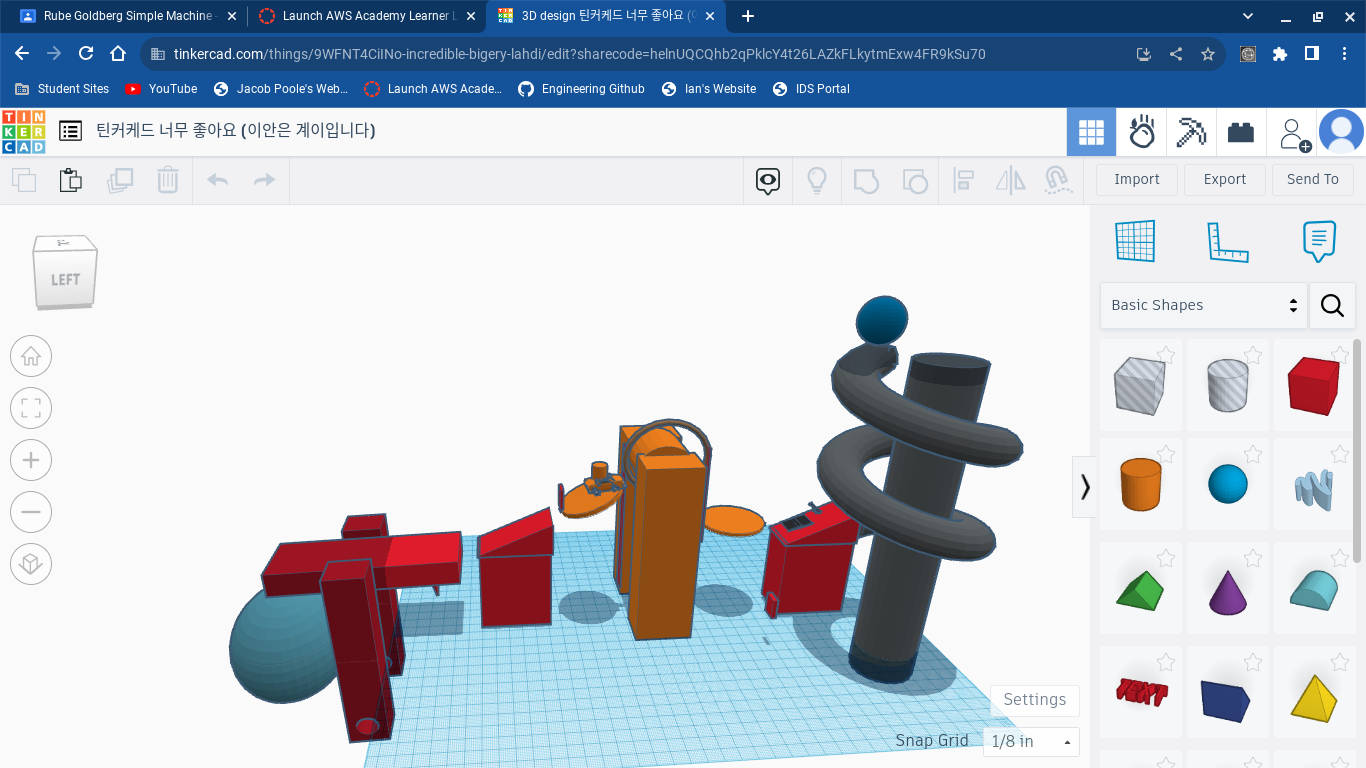 Rube Goldberg Simple Machine -
Launch AWS Academy Learner L
3D design 틴커케드 너무 좋아요 (이
tinkercad.com/things/9WFNT4CiINo-incredible-bigery-lahdi/edit?sharecode=helnUQCQhb2qPklcY4t26LAZkFLkytmExw4FR9kSu70
Student Sites
YouTube
Jacob Poole's Web...
Launch AWS Acade...
Engineering Github
Ian's Website
IDS Portal
TIN
KER
CAD
틴커케드 너무 좋아요 (이안은 계이입니다)
Import
Export
Send To
LEFT
Basic Shapes
TEXT
Settings
Snap Grid
1/8 in